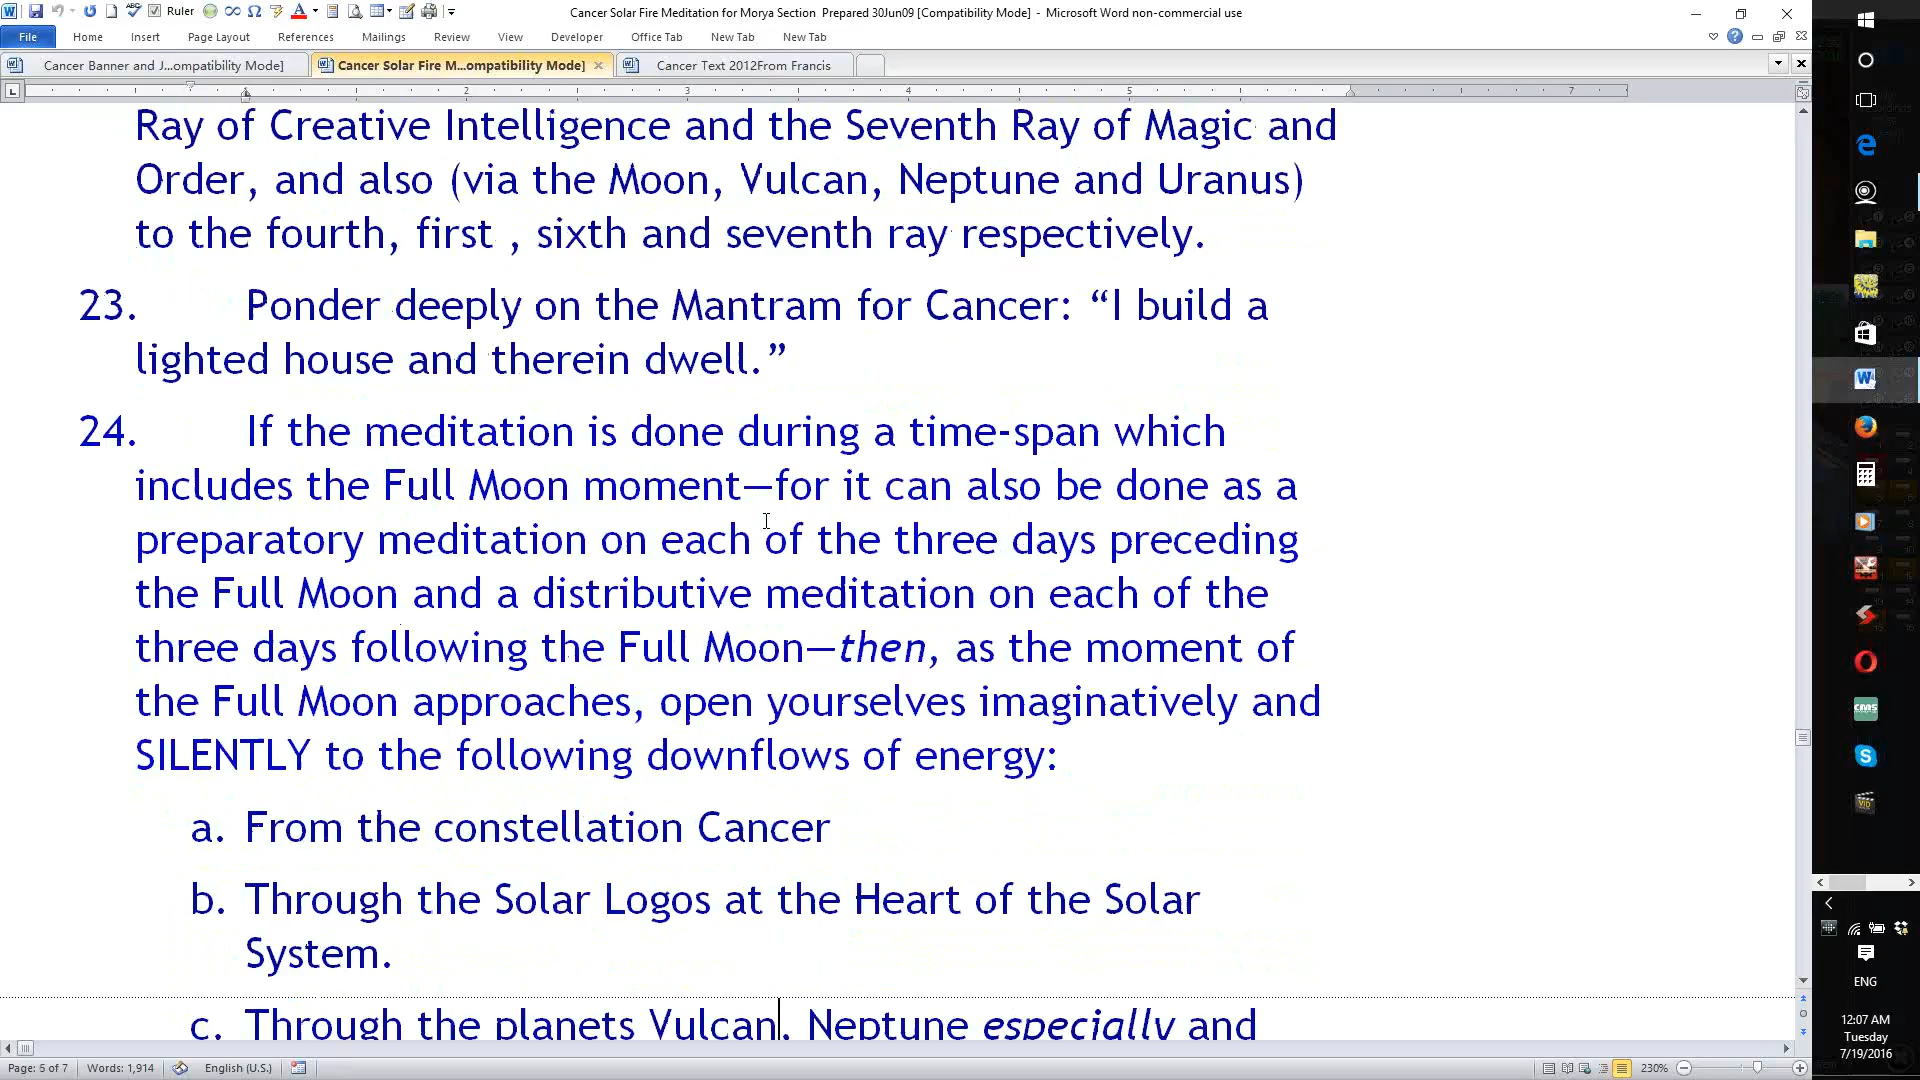 Ruler
Cancer Solar Fire Meditation for Morya Section  Prepared 30Jun09 [Compatibility Mode] - Microsoft Word non-commercial use
File Home Insert Page Layout References Mailings Review View Developer Office Tab New Tab New Tab
Cancer Banner and J...ompatibility Mode] Cancer Solar Fire M...ompatibility Mode] Cancer Text 2012From Francis
2 3 4 5 7
Ray of Creative Intelligence and the Seventh Ray of Magic and
Order, and also (via the Moon, Vulcan, Neptune and Uranus)
to the fourth, first , sixth and seventh ray respectively.
23. Ponder deeply on the Mantram for Cancer: “I build a
lighted house and therein dwell.”
24. If the meditation is done during a time-span which
includes the Full Moon moment—for it can also be done as a
preparatory meditation on each of the three days preceding
the Full Moon and a distributive meditation on each of the
three days following the Full Moon—then, as the moment of
the Full Moon approaches, open yourselves imaginatively and
SILENTLY to the following downflows of energy:
a. From the constellation Cancer
b. Through the Solar Logos at the Heart of the Solar
System.
c. Through the planets Vulcan, Neptune especially and
Page: 5 of 7 Words: 1,914 English (U.S.) 230%
cms
VID
ENG
12:07 AM
Tuesday
7/19/2016